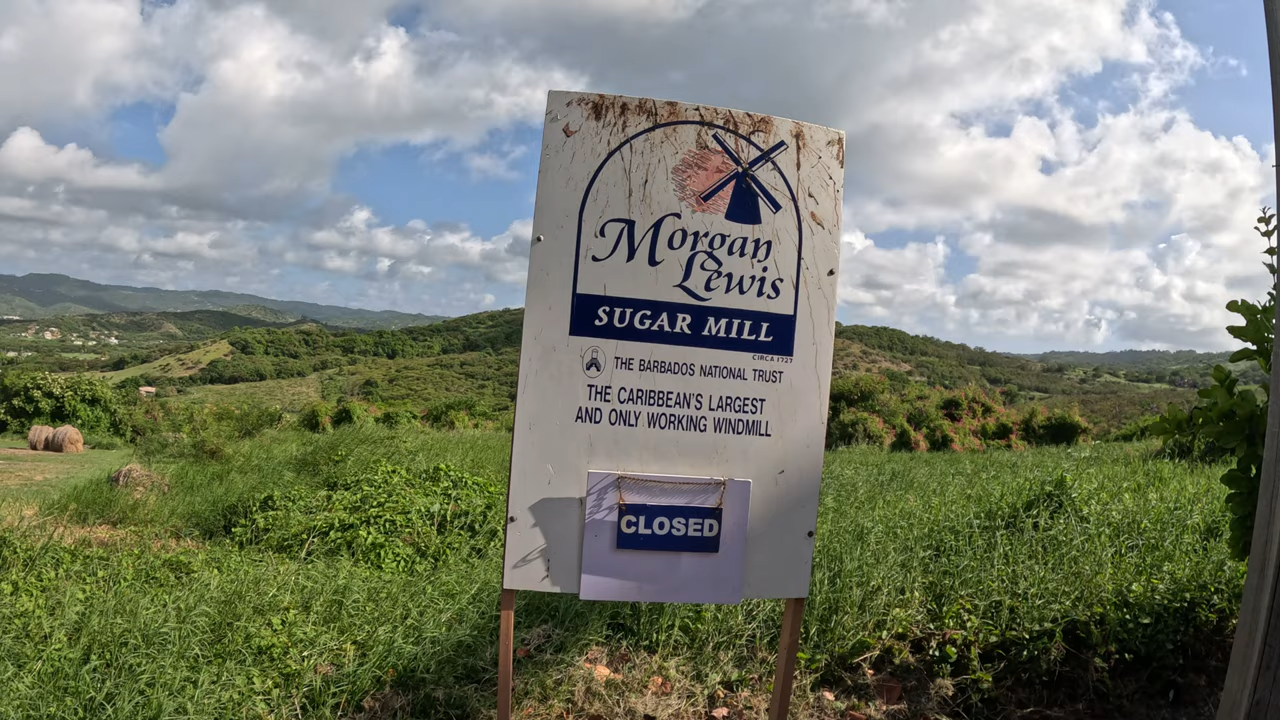 Morgan
Lewis
SUGAR MILL
CIRCA 1727
THE BARBADOS NATIONAL TRUST
THE CARIBBEAN'S LARGEST
AND ONLY WORKING WINDMILL
CLOSED